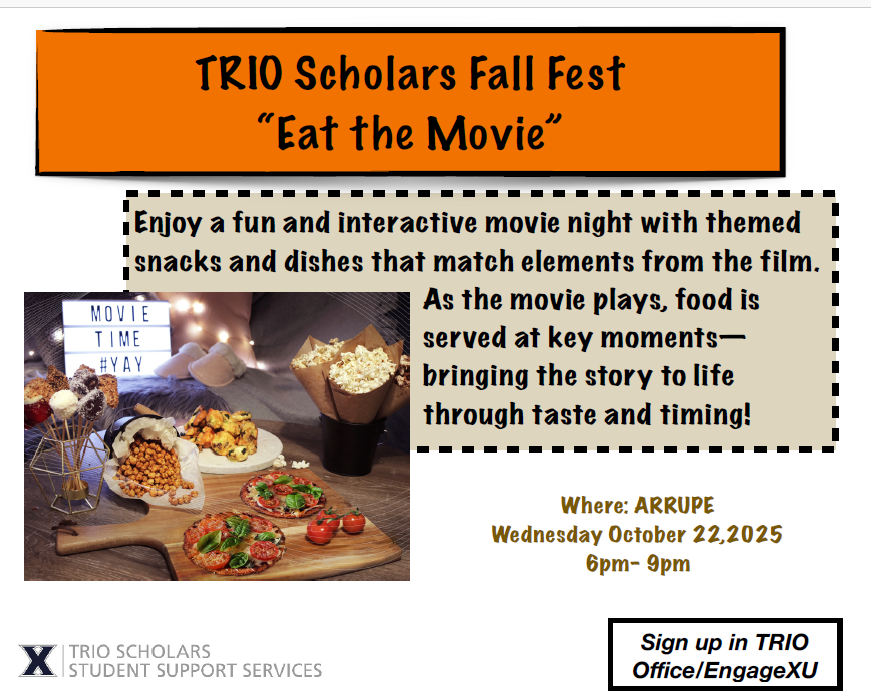 TRIO Scholars Fall Fest
“Eat the Movie”
Enjoy a fun and interactive movie night with themed
snacks and dishes that match elements from the film.
As the movie plays, food is
served at key moments—
bringing the story to life
through taste and timing!
MOVIE
TIME
#YAY
Where: ARRUPE
Wednesday October 22,2025
6pm- 9pm
X
TRIO SCHOLARS
STUDENT SUPPORT SERVICES
Sign up in TRIO
Office/EngageXU